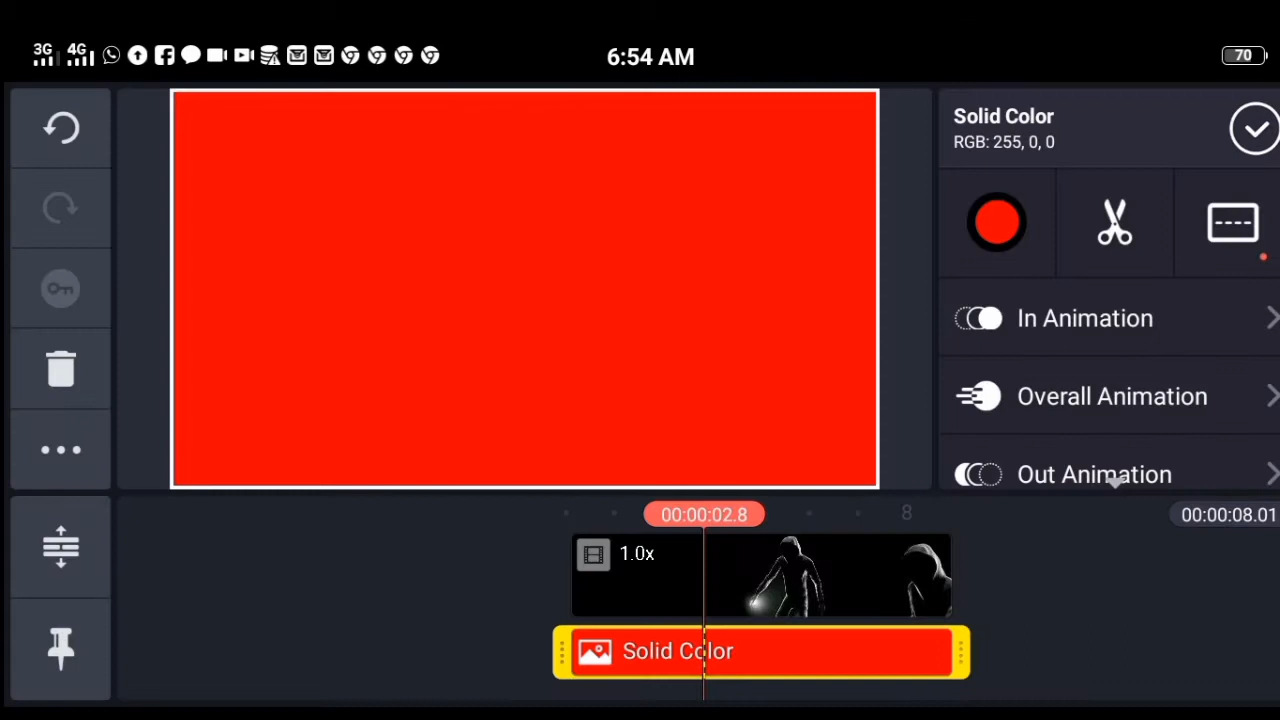 3G 4G 6:54 AM 70
Solid Color
RGB: 255, 0, 0
In Animation
Overall Animation
Out Animation
00:00:02.8 8 00:00:08.01
1.0x
Solid Color